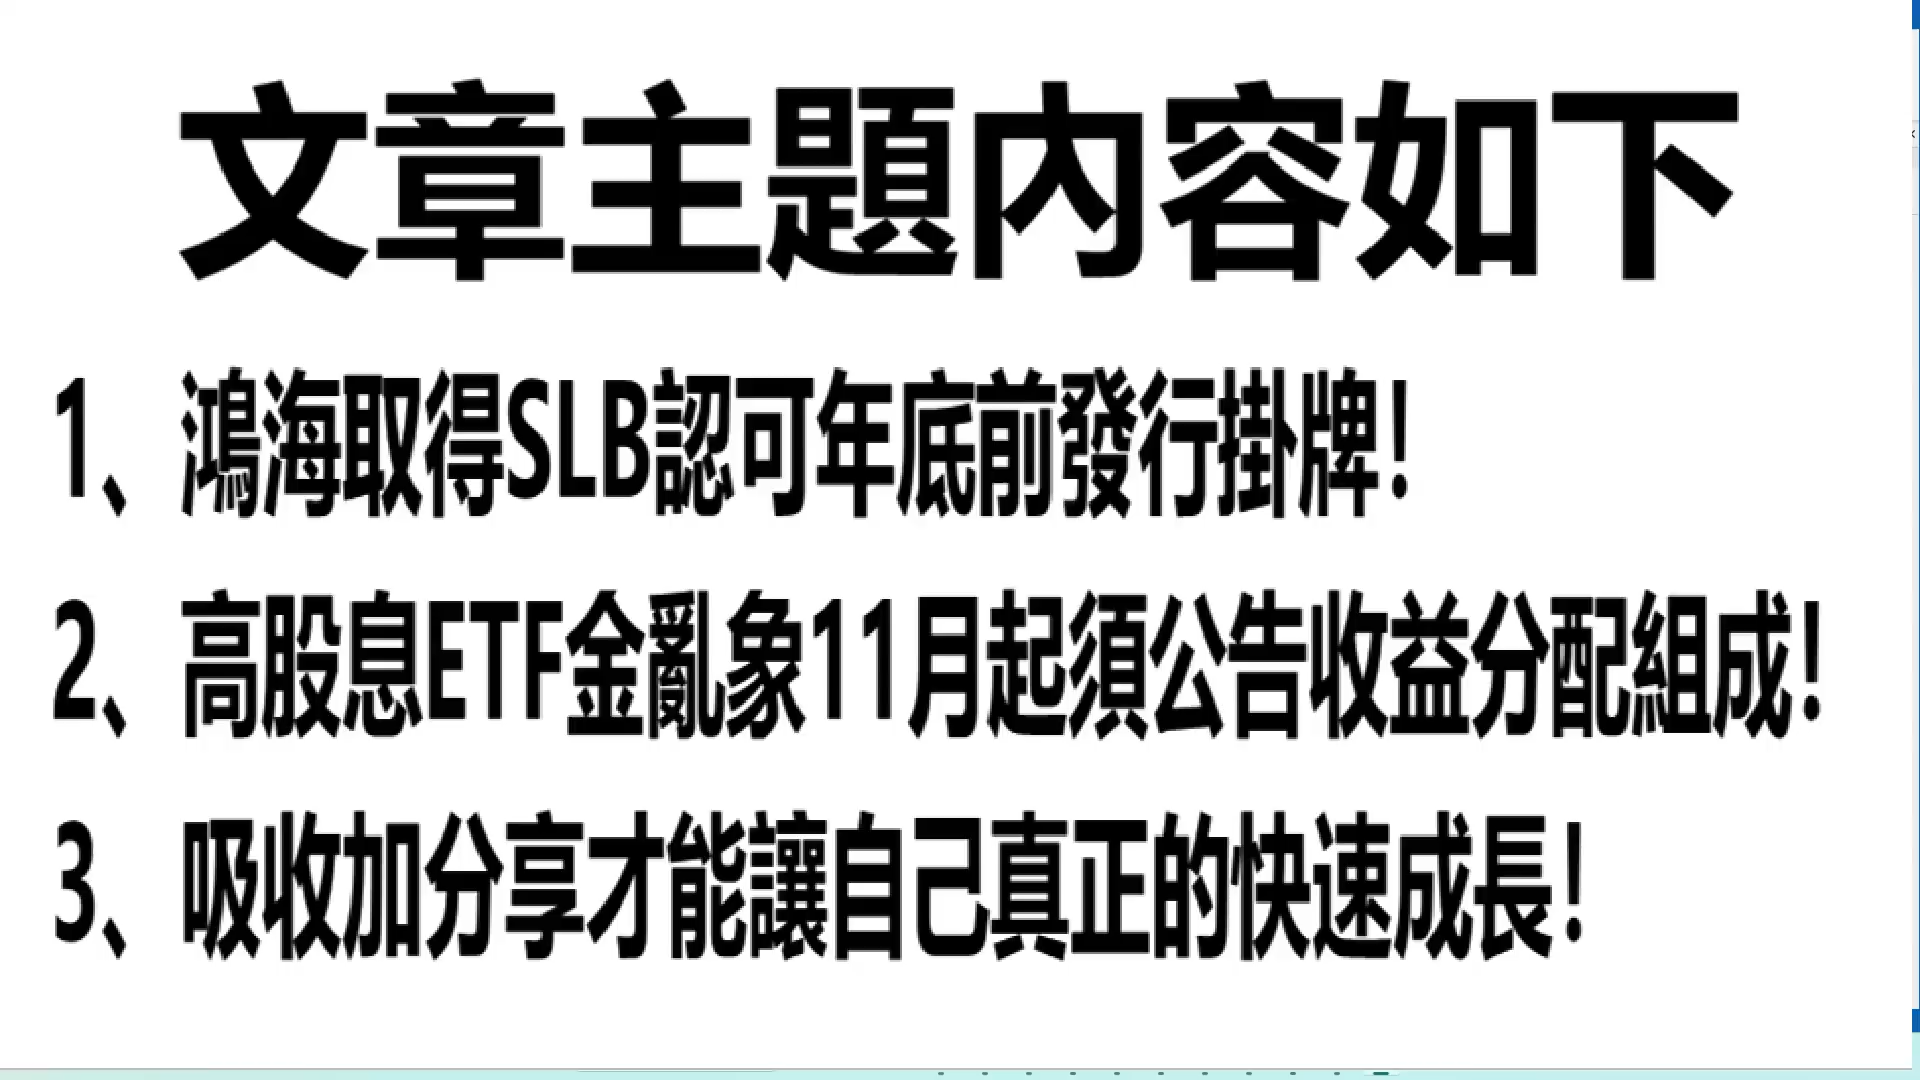 文章主題內容如下
1、鴻海取得SLB認可年底前發行掛牌!
2、高股息ETF金亂象11月起須公告收益分配組成!
3、吸收加分享才能讓自己真正的快速成長!